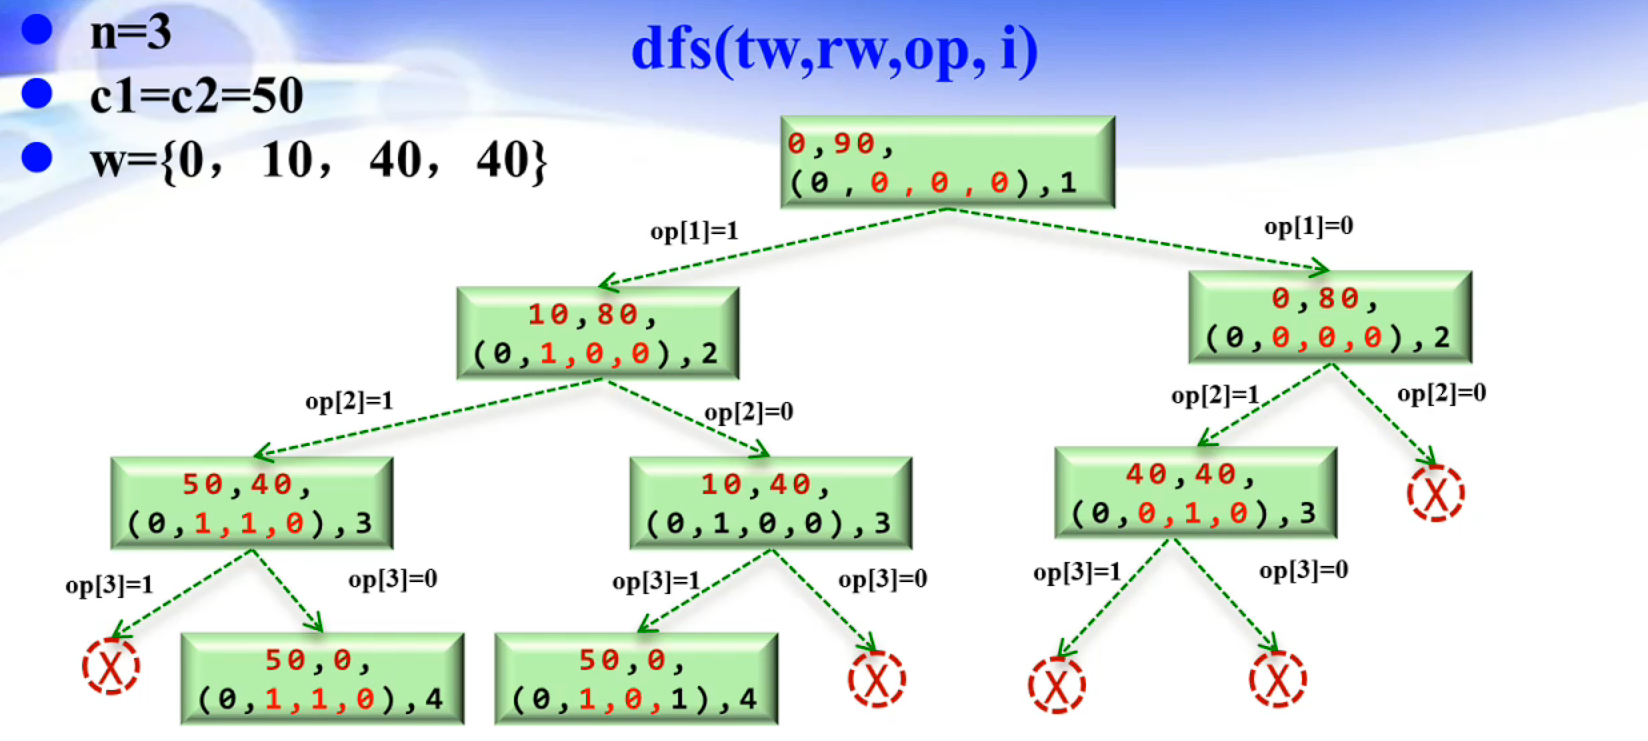 n=3
c1=c2=50
w={0， 10， 40， 40}
dfs(tw,rw,op, i)
0,90,
(0,0,0,0),1
op[1]=1
op[1]=0
10,80,
(0,1,0,0),2
0,80,
(0,0,0,0),2
op[2]=1
op[2]=0
op[2]=1
op[2]=0
50,40,
(0,1,1,0),3
10,40,
(0,1,0,0),3
40,40,
(0,0,1,0),3
X
op[3]=1
op[3]=0
op[3]=1
op[3]=0
op[3]=1
op[3]=0
X
50,0,
(0,1,1,0),4
50,0,
(0,1,0,1),4
X
X
X